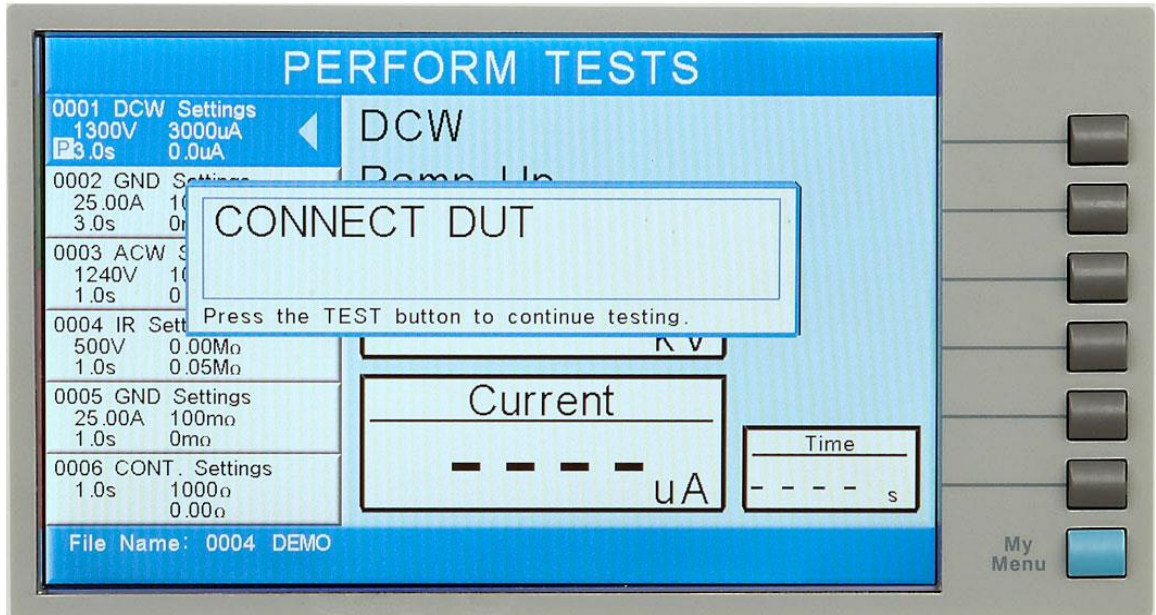 PERFORM TESTS
0001 DCW Settings
1300V 3000uA
P 3.0s 0.0uA
0002 GND
25.00A
3.0s
0003 ACW
1240V
1.0s
0004 IR
500V 0.00MΩ
1.0s 0.05MΩ
0005 GND Settings
25.00A 100mΩ
1.0s 0mΩ
0006 CONT. Settings
1.0s 1000Ω
0.00Ω
DCW
Ramp Up
CONNECT DUT
Press the TEST button to continue testing.
KV
Current
- - - - uA
Time
- - - - s
File Name: 0004 DEMO
My
Menu